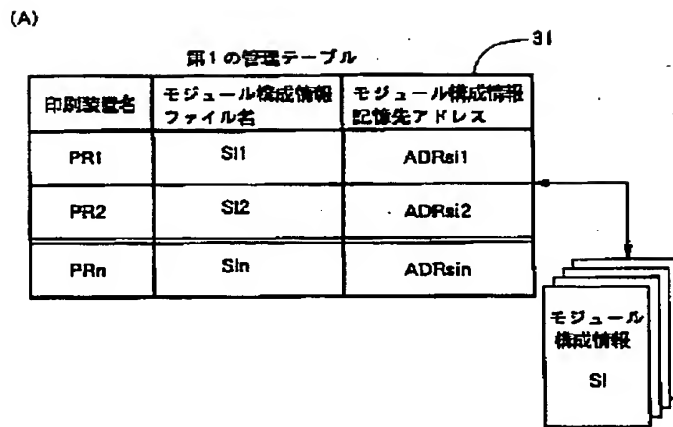 (A)
第1の管理テーブル
31
印刷装置名
モジュール構成情報
ファイル名
モジュール構成情報
記憶先アドレス
PR1
SI1
ADRsi1
PR2
SI2
ADRsi2
PRn
SIn
ADRsin
モジュール
構成情報
SI